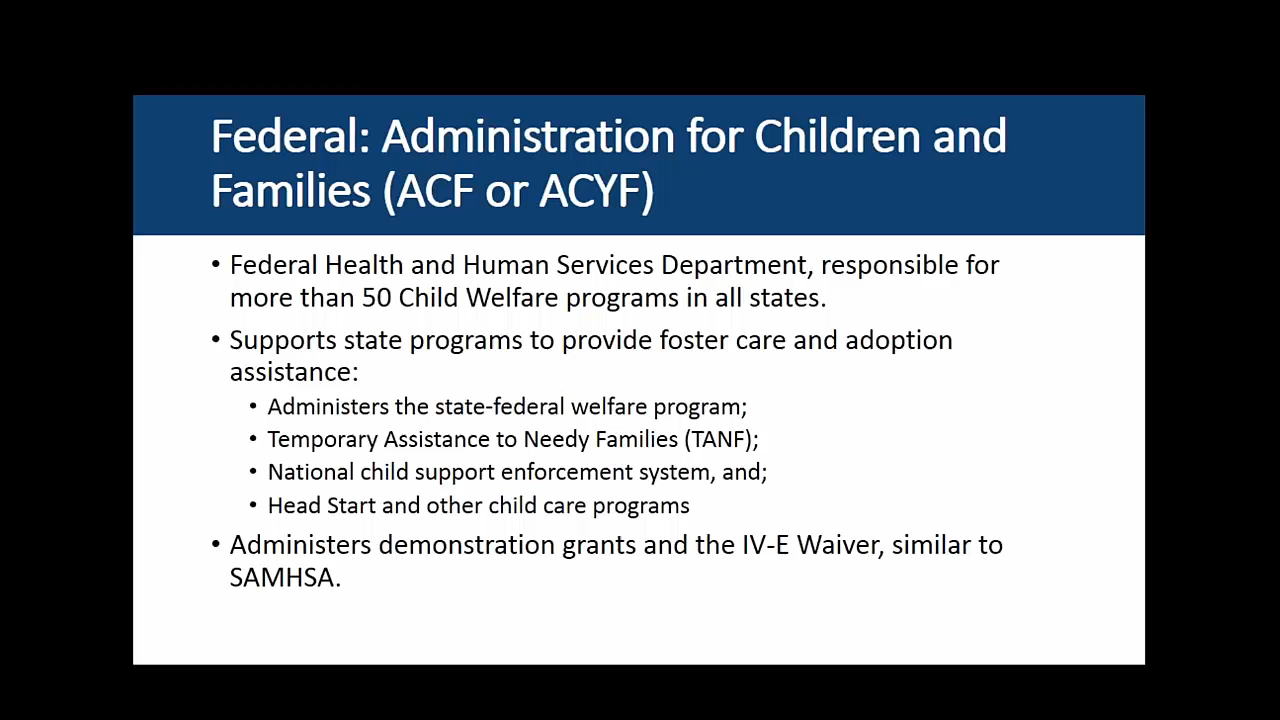 Federal: Administration for Children and
Families (ACF or ACYF)
• Federal Health and Human Services Department, responsible for
more than 50 Child Welfare programs in all states.
• Supports state programs to provide foster care and adoption
assistance:
• Administers the state-federal welfare program;
• Temporary Assistance to Needy Families (TANF);
• National child support enforcement system, and;
• Head Start and other child care programs
• Administers demonstration grants and the IV-E Waiver, similar to
SAMHSA.